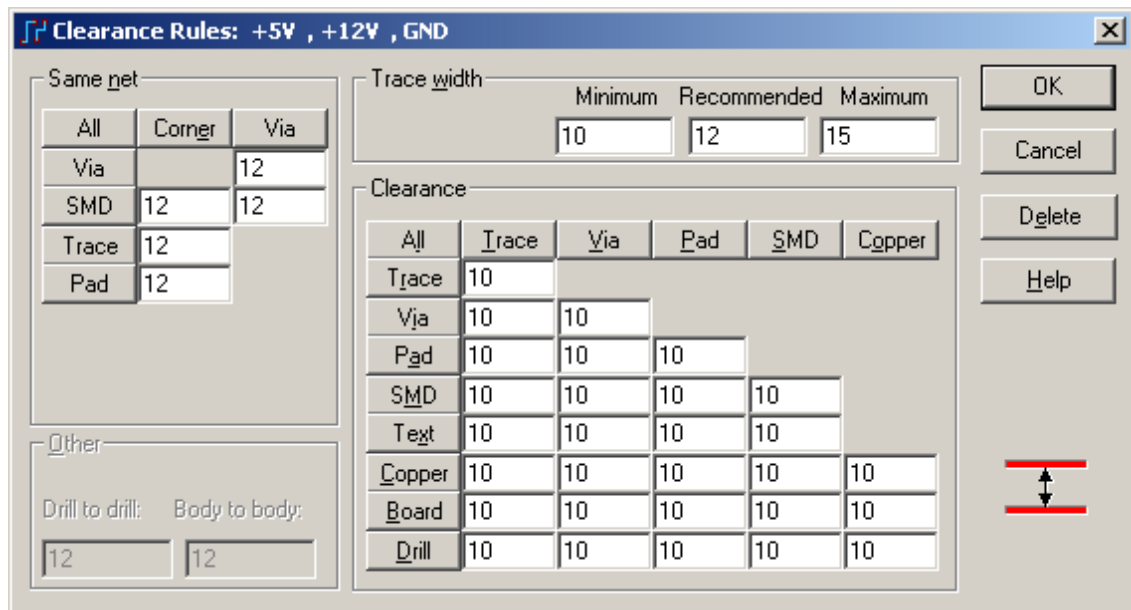 Clearance Rules: +5V , +12V , GND
Same net
All Corner Via
Via 12
SMD 12 12
Trace 12
Pad 12
Other
Drill to drill: Body to body:
12 12
Trace width
Minimum Recommended Maximum
10 12 15
Clearance
All Trace Via Pad SMD Copper
Trace 10
Via 10 10
Pad 10 10 10
SMD 10 10 10 10
Text 10 10 10 10
Copper 10 10 10 10 10
Board 10 10 10 10 10
Drill 10 10 10 10 10
OK
Cancel
Delete
Help